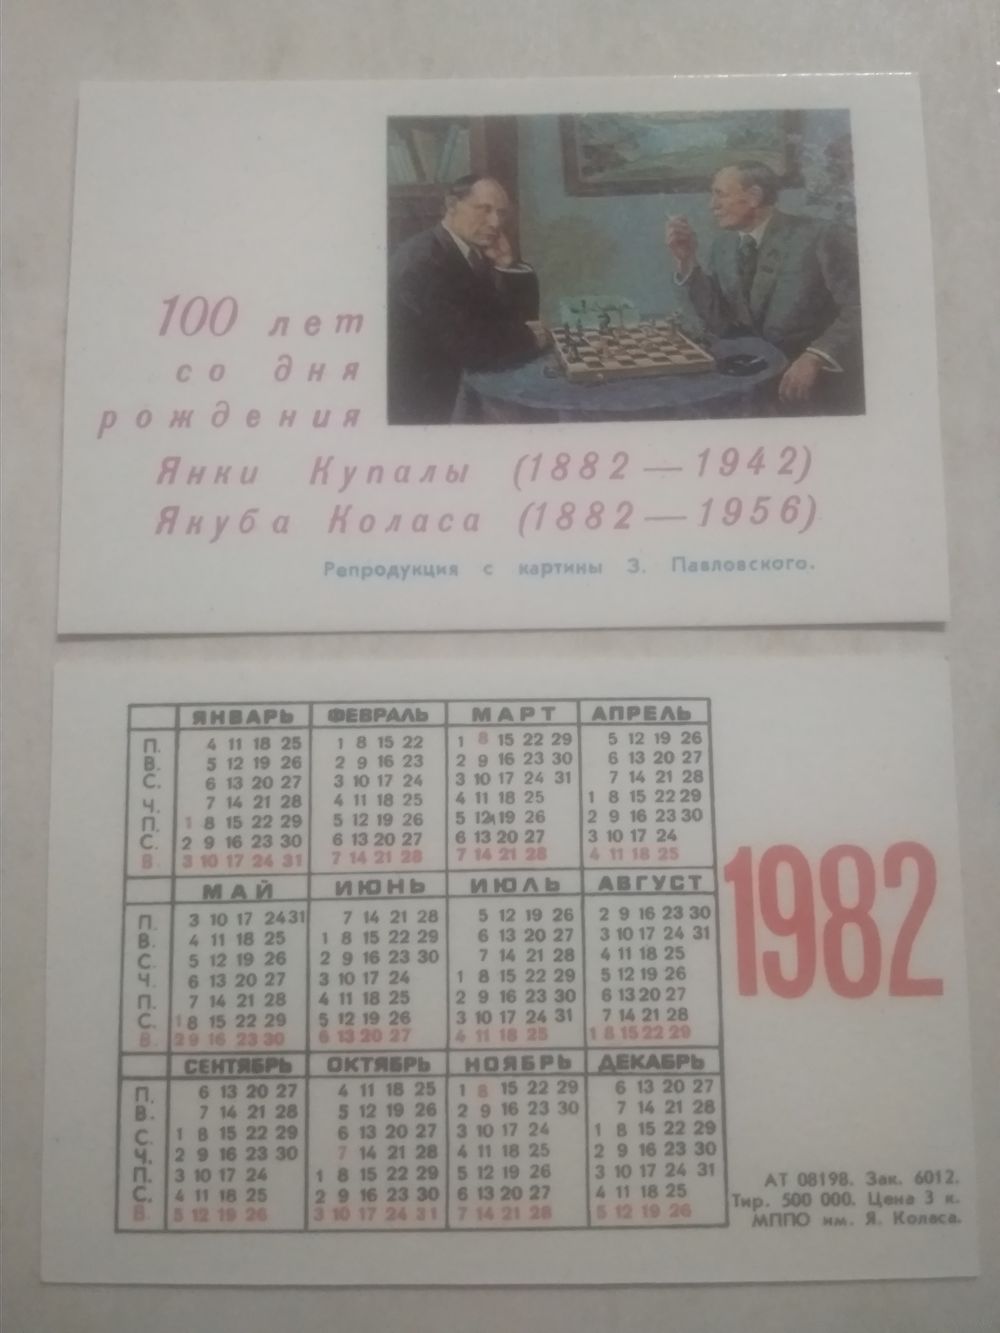 100 лет
со дня
рождения
Янки Купалы (1882—1942)
Якуба Коласа (1882—1956)
Репродукция с картины З. Павловского.
ЯНВАРЬ ФЕВРАЛЬ МАРТ АПРЕЛЬ
П. 4 11 18 25 1 8 15 22 1 8 15 22 29 5 12 19 26
В. 5 12 19 26 2 9 16 23 2 9 16 23 30 6 13 20 27
С. 6 13 20 27 3 10 17 24 3 10 17 24 31 7 14 21 28
Ч. 7 14 21 28 4 11 18 25 4 11 18 25 1 8 15 22 29
П. 1 8 15 22 29 5 12 19 26 5 12 19 26 2 9 16 23 30
С. 2 9 16 23 30 6 13 20 27 6 13 20 27 3 10 17 24
В. 3 10 17 24 31 7 14 21 28 7 14 21 28 4 11 18 25
МАЙ ИЮНЬ ИЮЛЬ АВГУСТ
П. 3 10 17 24 31 7 14 21 28 5 12 19 26 2 9 16 23 30
В. 4 11 18 25 1 8 15 22 29 6 13 20 27 3 10 17 24 31
С. 5 12 19 26 2 9 16 23 30 7 14 21 28 4 11 18 25
Ч. 6 13 20 27 3 10 17 24 1 8 15 22 29 5 12 19 26
П. 7 14 21 28 4 11 18 25 2 9 16 23 30 6 13 20 27
С. 1 8 15 22 29 5 12 19 26 3 10 17 24 31 7 14 21 28
В. 2 9 16 23 30 6 13 20 27 4 11 18 25 1 8 15 22 29
СЕНТЯБРЬ ОКТЯБРЬ НОЯБРЬ ДЕКАБРЬ
П. 6 13 20 27 4 11 18 25 1 8 15 22 29 6 13 20 27
В. 7 14 21 28 5 12 19 26 2 9 16 23 30 7 14 21 28
С. 1 8 15 22 29 6 13 20 27 3 10 17 24 1 8 15 22 29
Ч. 2 9 16 23 30 7 14 21 28 4 11 18 25 2 9 16 23 30
П. 3 10 17 24 1 8 15 22 29 5 12 19 26 3 10 17 24 31
С. 4 11 18 25 2 9 16 23 30 6 13 20 27 4 11 18 25
В. 5 12 19 26 3 10 17 24 31 7 14 21 28 5 12 19 26
1982
АТ 08198. Зак. 6012.
Тир. 500 000. Цена 3 к.
МППО им. Я. Коласа.